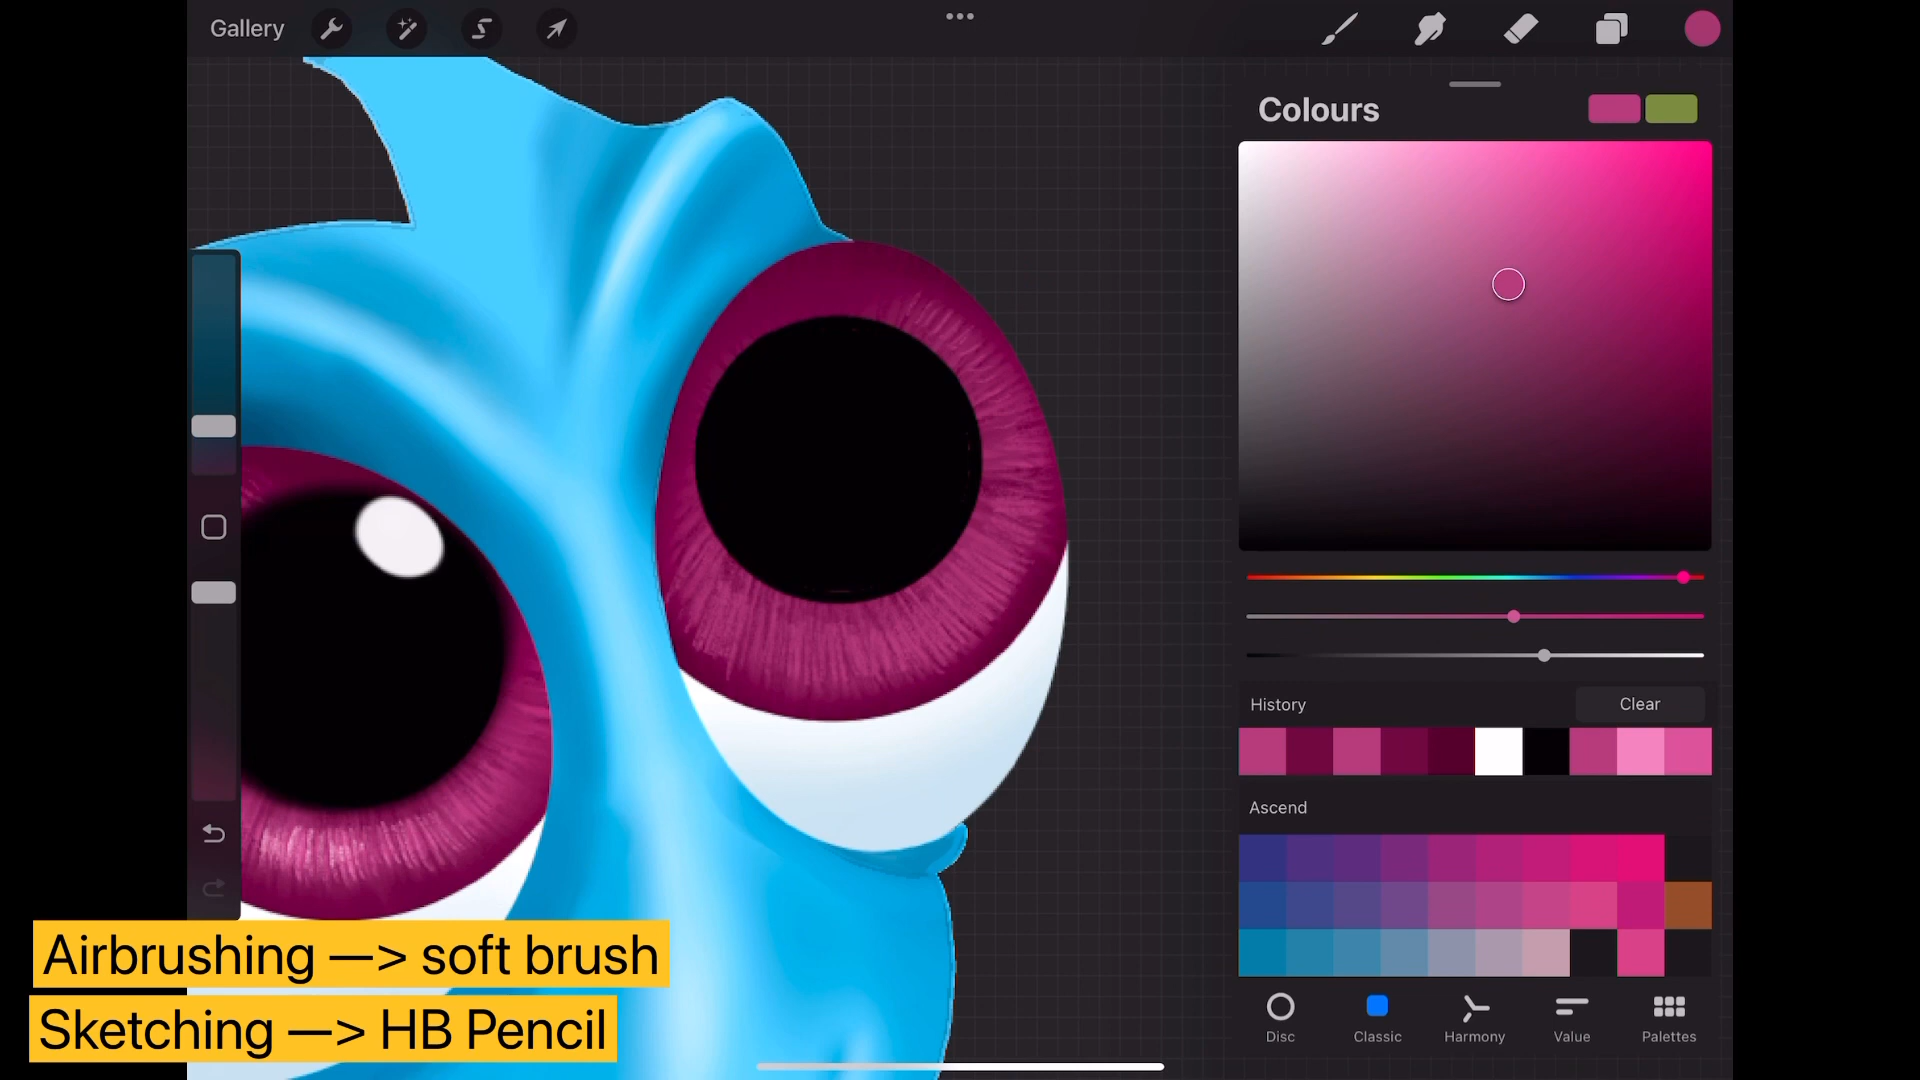 Gallery
Colours
History
Clear
Ascend
Disc
Classic
Harmony
Value
Palettes
Airbrushing —> soft brush
Sketching —> HB Pencil